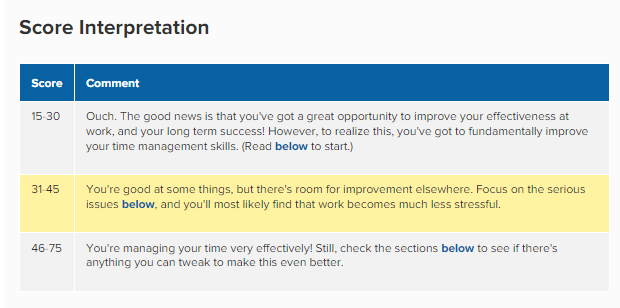 Score Interpretation
Score Comment
15-30 Ouch. The good news is that you've got a great opportunity to improve your effectiveness at
work, and your long term success! However, to realize this, you've got to fundamentally improve
your time management skills. (Read below to start.)
31-45 You're good at some things, but there's room for improvement elsewhere. Focus on the serious
issues below, and you'll most likely find that work becomes much less stressful.
46-75 You're managing your time very effectively! Still, check the sections below to see if there's
anything you can tweak to make this even better.